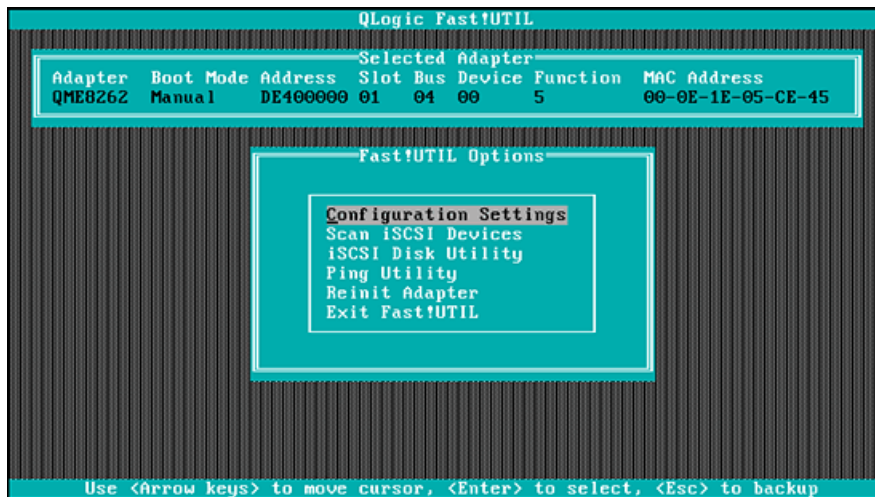 QLogic Fast!UTIL
Selected Adapter
Adapter Boot Mode Address Slot Bus Device Function MAC Address
QME8262 Manual DE400000 01 04 00 5 00-0E-1E-05-CE-45
Fast!UTIL Options
Configuration Settings
Scan iSCSI Devices
iSCSI Disk Utility
Ping Utility
Reinit Adapter
Exit Fast!UTIL
Use <Arrow keys> to move cursor, <Enter> to select, <Esc> to backup